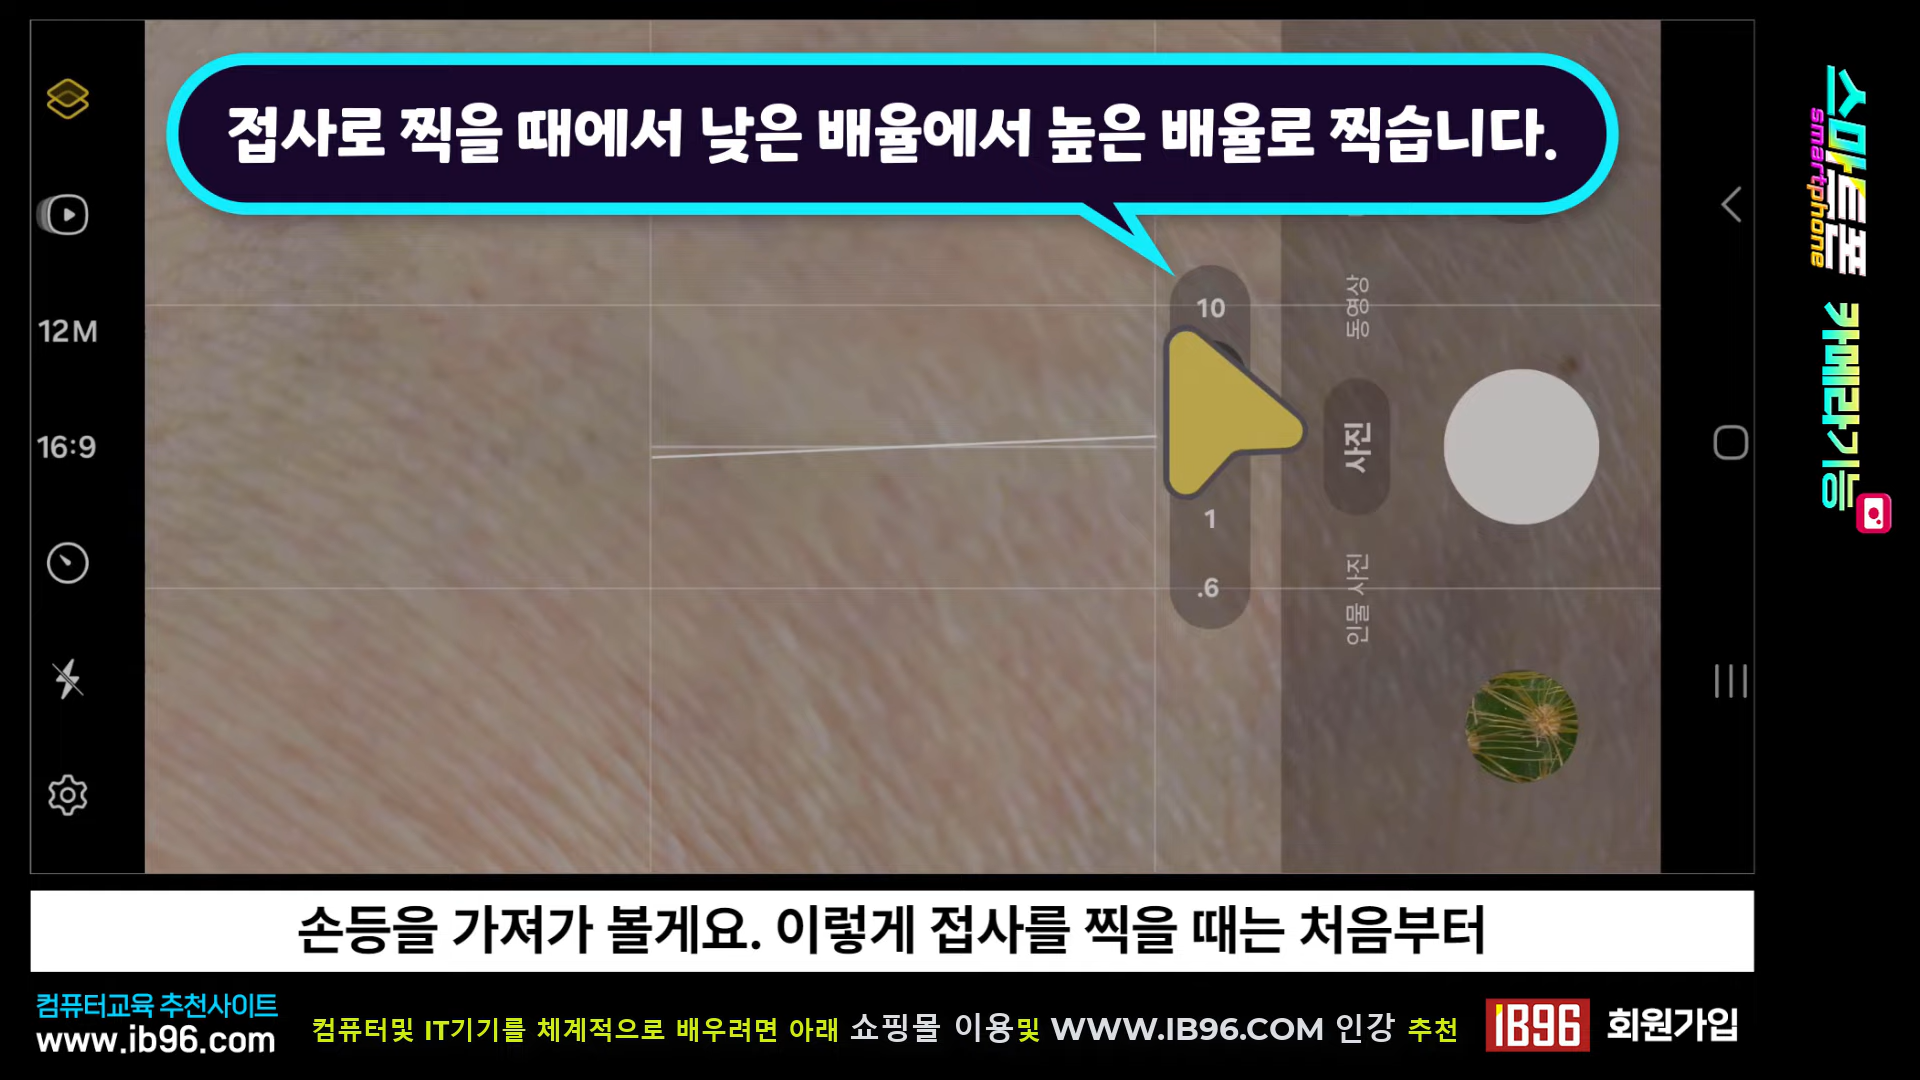 접사로 찍을 때에서 낮은 배율에서 높은 배율로 찍습니다.
12M
16:9
10
1
.6
동영상
사진
인물 사진
스마트폰
smartphone
카메라기능
손등을 가져가 볼게요. 이렇게 접사를 찍을 때는 처음부터
컴퓨터교육 추천사이트
www.ib96.com
컴퓨터및 IT기기를 체계적으로 배우려면 아래 쇼핑몰 이용및 WWW.IB96.COM 인강 추천
IB96 회원가입